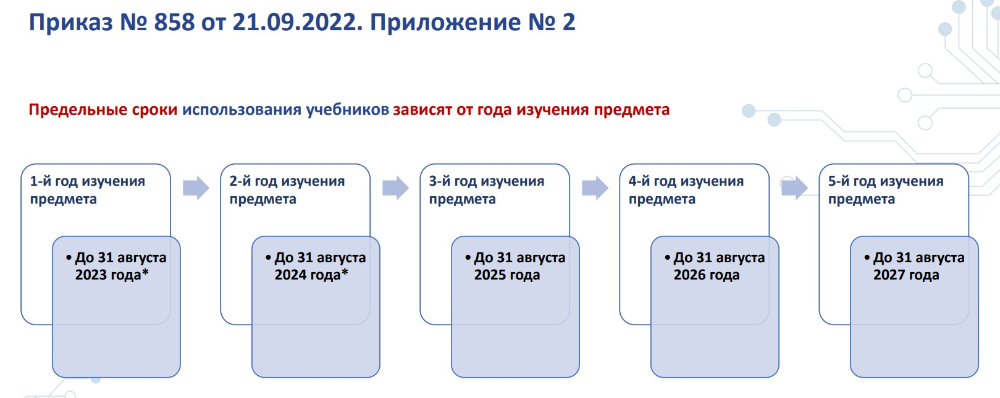 Приказ № 858 от 21.09.2022. Приложение № 2
Предельные сроки использования учебников зависят от года изучения предмета
1-й год изучения
предмета
• До 31 августа
2023 года*
2-й год изучения
предмета
• До 31 августа
2024 года*
3-й год изучения
предмета
• До 31 августа
2025 года
4-й год изучения
предмета
• До 31 августа
2026 года
5-й год изучения
предмета
• До 31 августа
2027 года